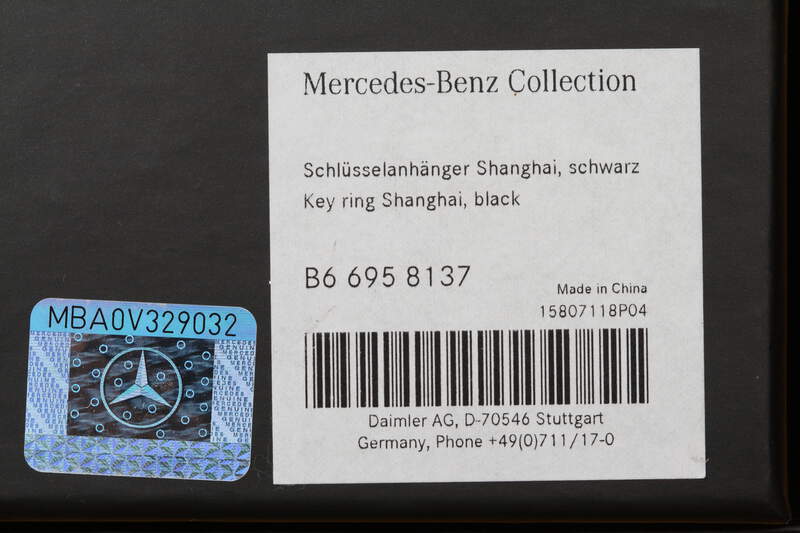 Mercedes-Benz Collection
Schlüsselanhänger Shanghai, schwarz
Key ring Shanghai, black
B6 695 8137
Made in China
15807118P04
Daimler AG, D-70546 Stuttgart
Germany, Phone +49(0)711/17-0
MBA0V329032